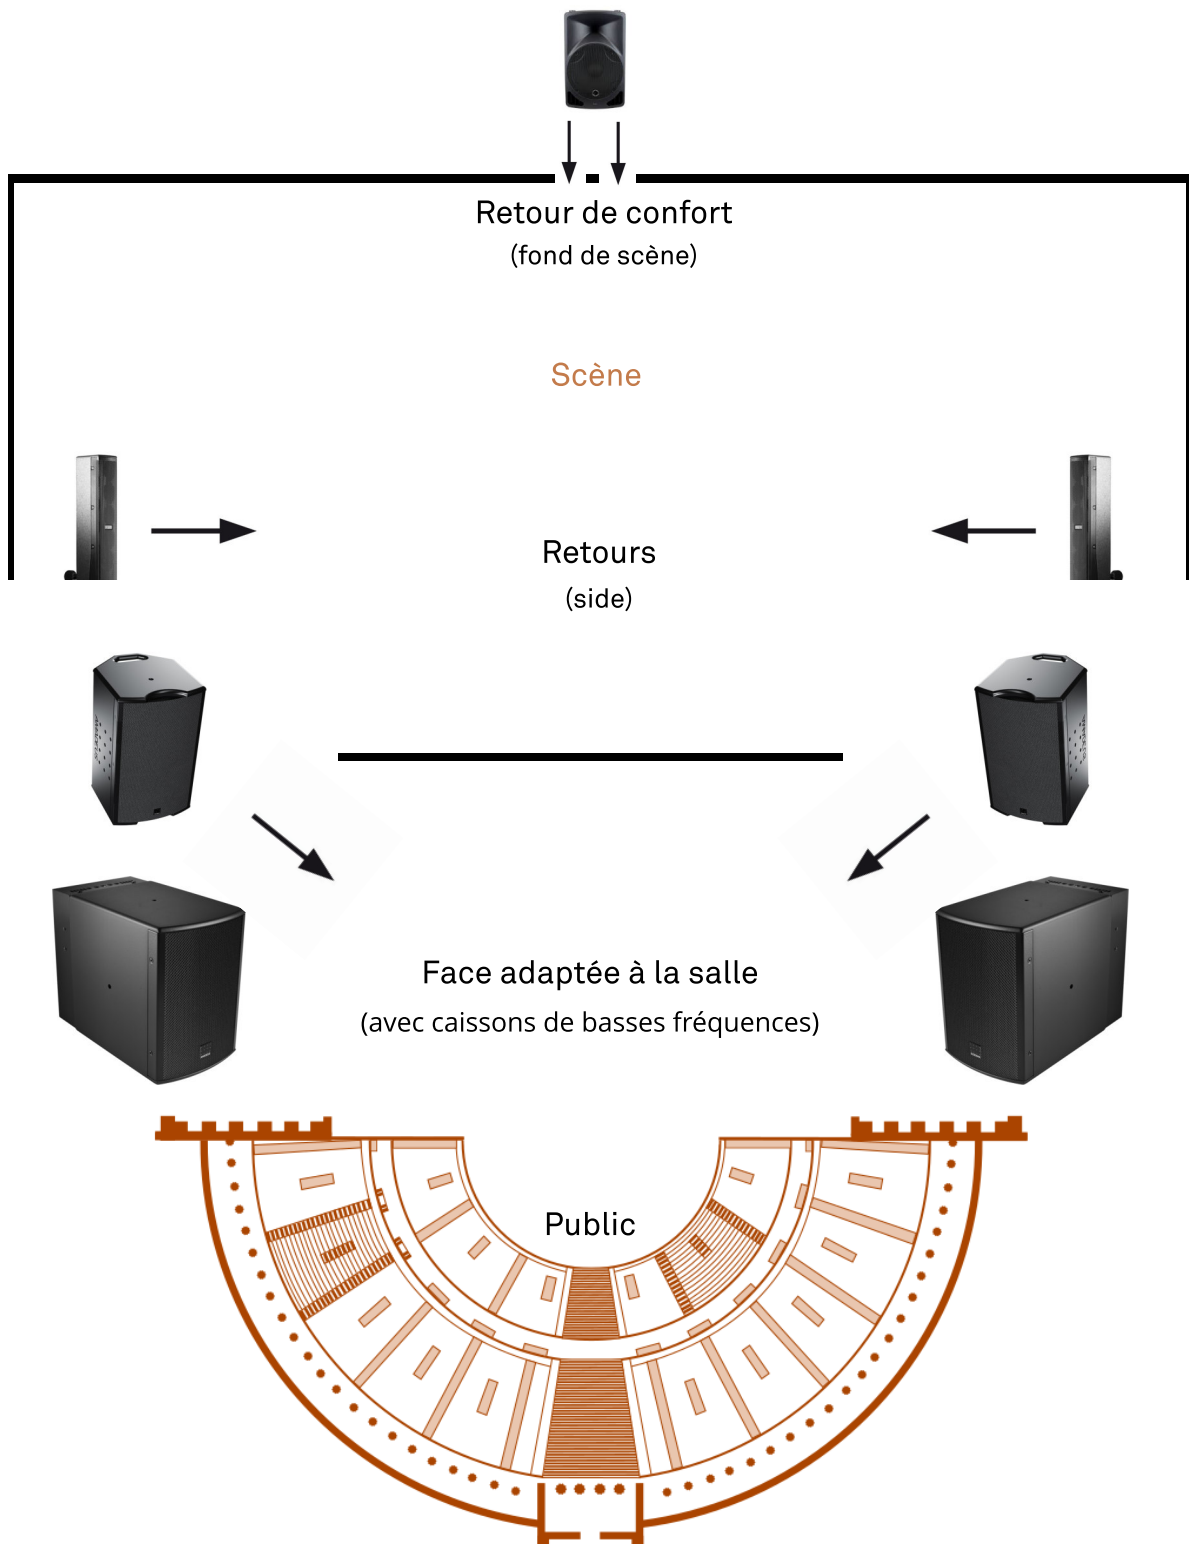 Retour de confort
(fond de scène)
Scène
Retours
(side)
Face adaptée à la salle
(avec caissons de basses fréquences)
Public